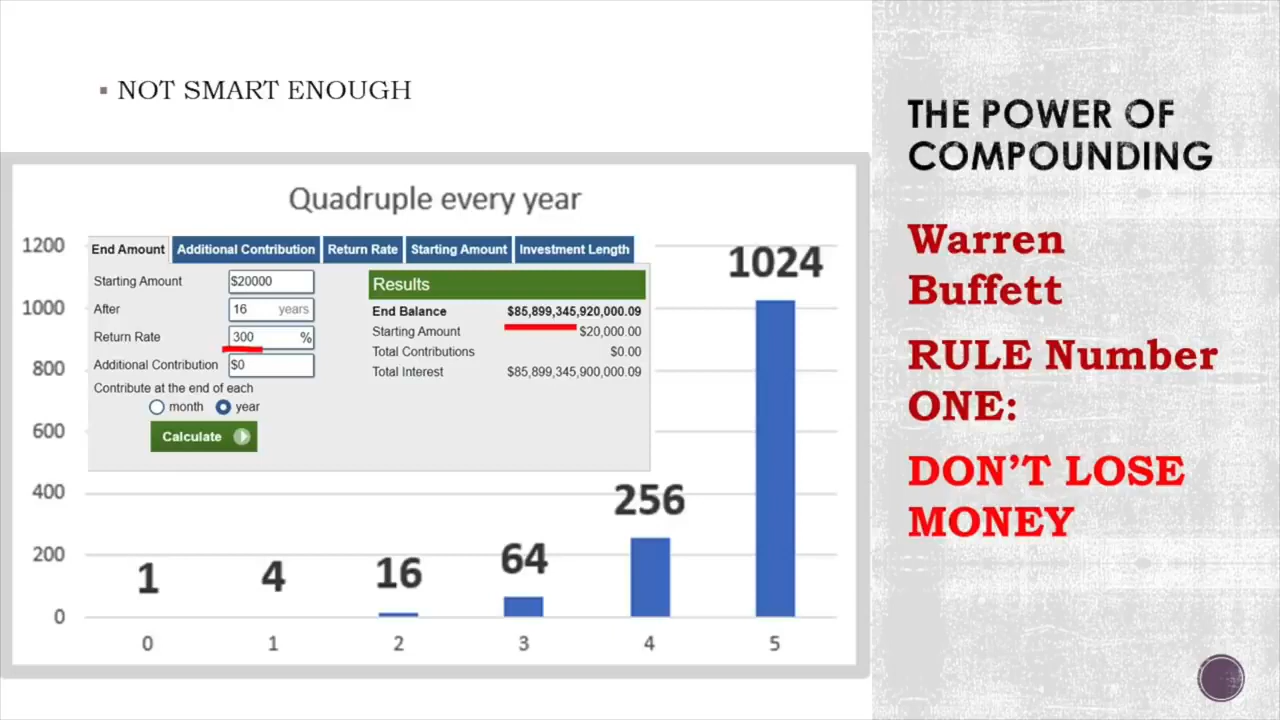 ▪ NOT SMART ENOUGH
THE POWER OF
COMPOUNDING
Warren
Buffett
RULE Number
ONE:
DON’T LOSE
MONEY
Quadruple every year
1200
1000
800
600
400
200
0
End Amount Additional Contribution Return Rate Starting Amount Investment Length
Starting Amount $20000
After 16 years
Return Rate 300 %
Additional Contribution $0
Contribute at the end of each
month year
Calculate
Results
End Balance $85,899,345,920,000.09
Starting Amount $20,000.00
Total Contributions $0.00
Total Interest $85,899,345,900,000.09
1 4 16 64 256 1024
0 1 2 3 4 5